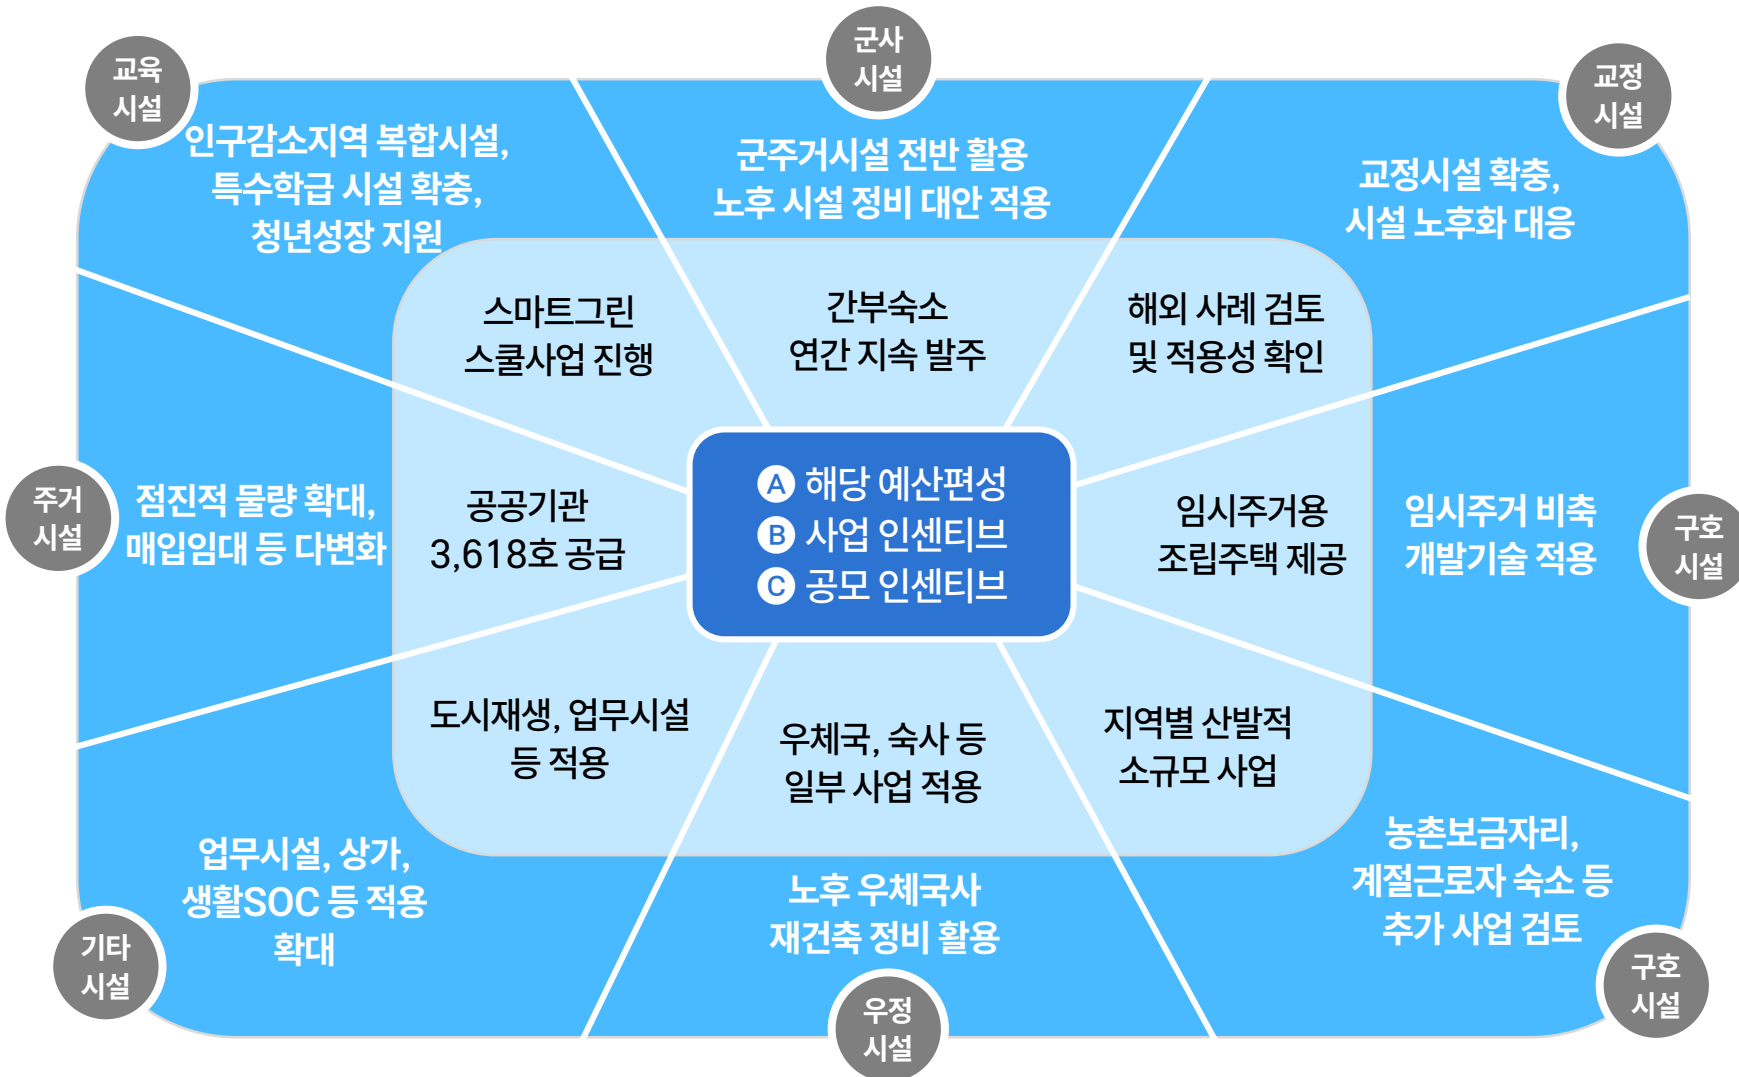 교육
시설
인구감소지역 복합시설,
특수학급 시설 확충,
청년성장 지원
스마트그린
스쿨사업 진행
군사
시설
군주거시설 전반 활용
노후 시설 정비 대안 적용
간부숙소
연간 지속 발주
교정
시설
교정시설 확충,
시설 노후화 대응
해외 사례 검토
및 적용성 확인
주거
시설
점진적 물량 확대,
매입임대 등 다변화
공공기관
3,618호 공급
A 해당 예산편성
B 사업 인센티브
C 공모 인센티브
임시주거용
조립주택 제공
임시주거 비축
개발기술 적용
구호
시설
도시재생, 업무시설
등 적용
업무시설, 상가,
생활SOC 등 적용
확대
기타
시설
우체국, 숙사 등
일부 사업 적용
노후 우체국사
재건축 정비 활용
우정
시설
지역별 산발적
소규모 사업
농촌보금자리,
계절근로자 숙소 등
추가 사업 검토
구호
시설